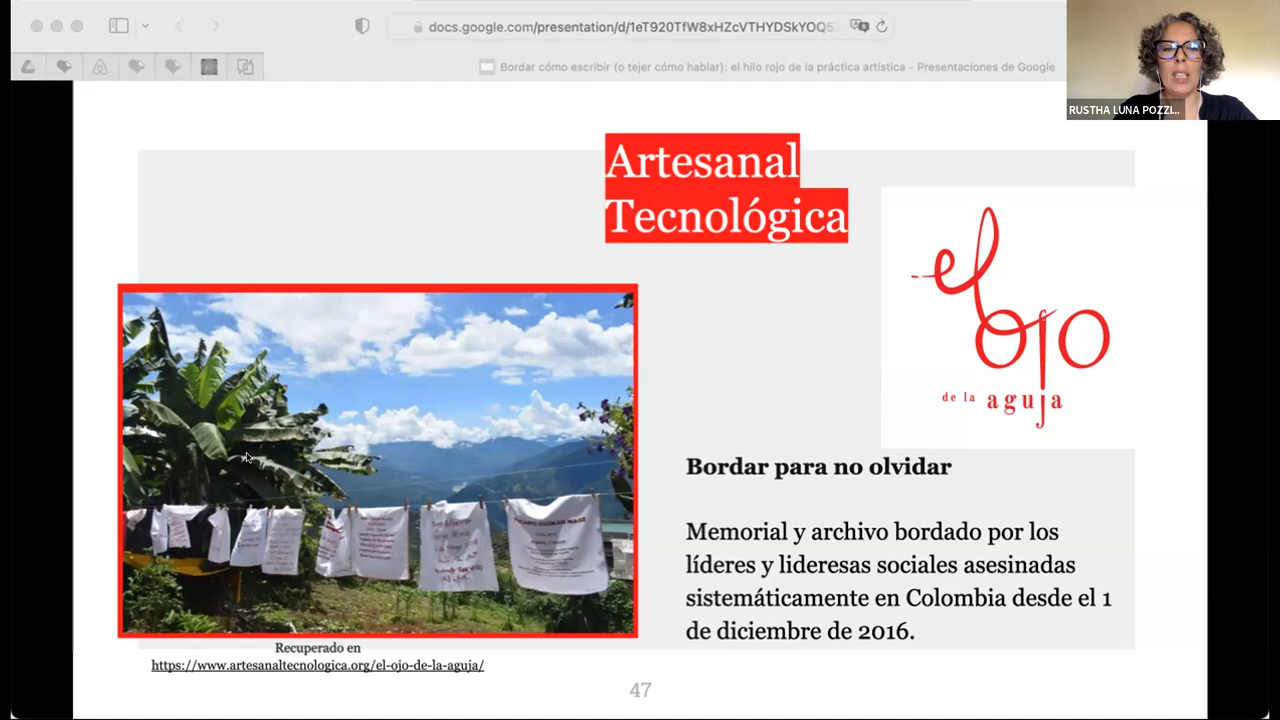 docs.google.com/presentation/d/1eT920TfW8xHZcVTHYDSkYOQ5
Bordar cómo escribir (o tejer cómo hablar): el hilo rojo de la práctica artística – Presentaciones de Google
RUSTHA LUNA POZZI...
Artesanal
Tecnológica
el
ojo
de la aguja
Bordar para no olvidar
Memorial y archivo bordado por los
líderes y lideresas sociales asesinadas
sistemáticamente en Colombia desde el 1
de diciembre de 2016.
Recuperado en
https://www.artesanaltecnologica.org/el-ojo-de-la-aguja/
47